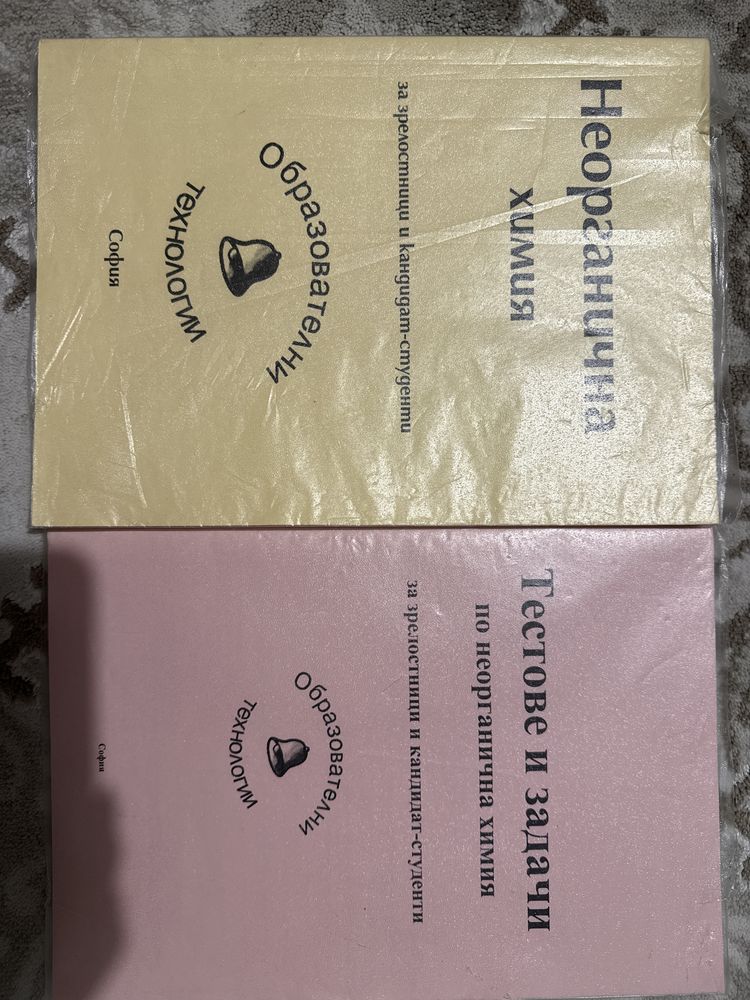 Неорганична
химия
за зрелостници и кандидат-студенти
Образователни
технологии
София
Тестове и задачи
по неорганична химия
за зрелостници и кандидат-студенти
Образователни
технологии
София